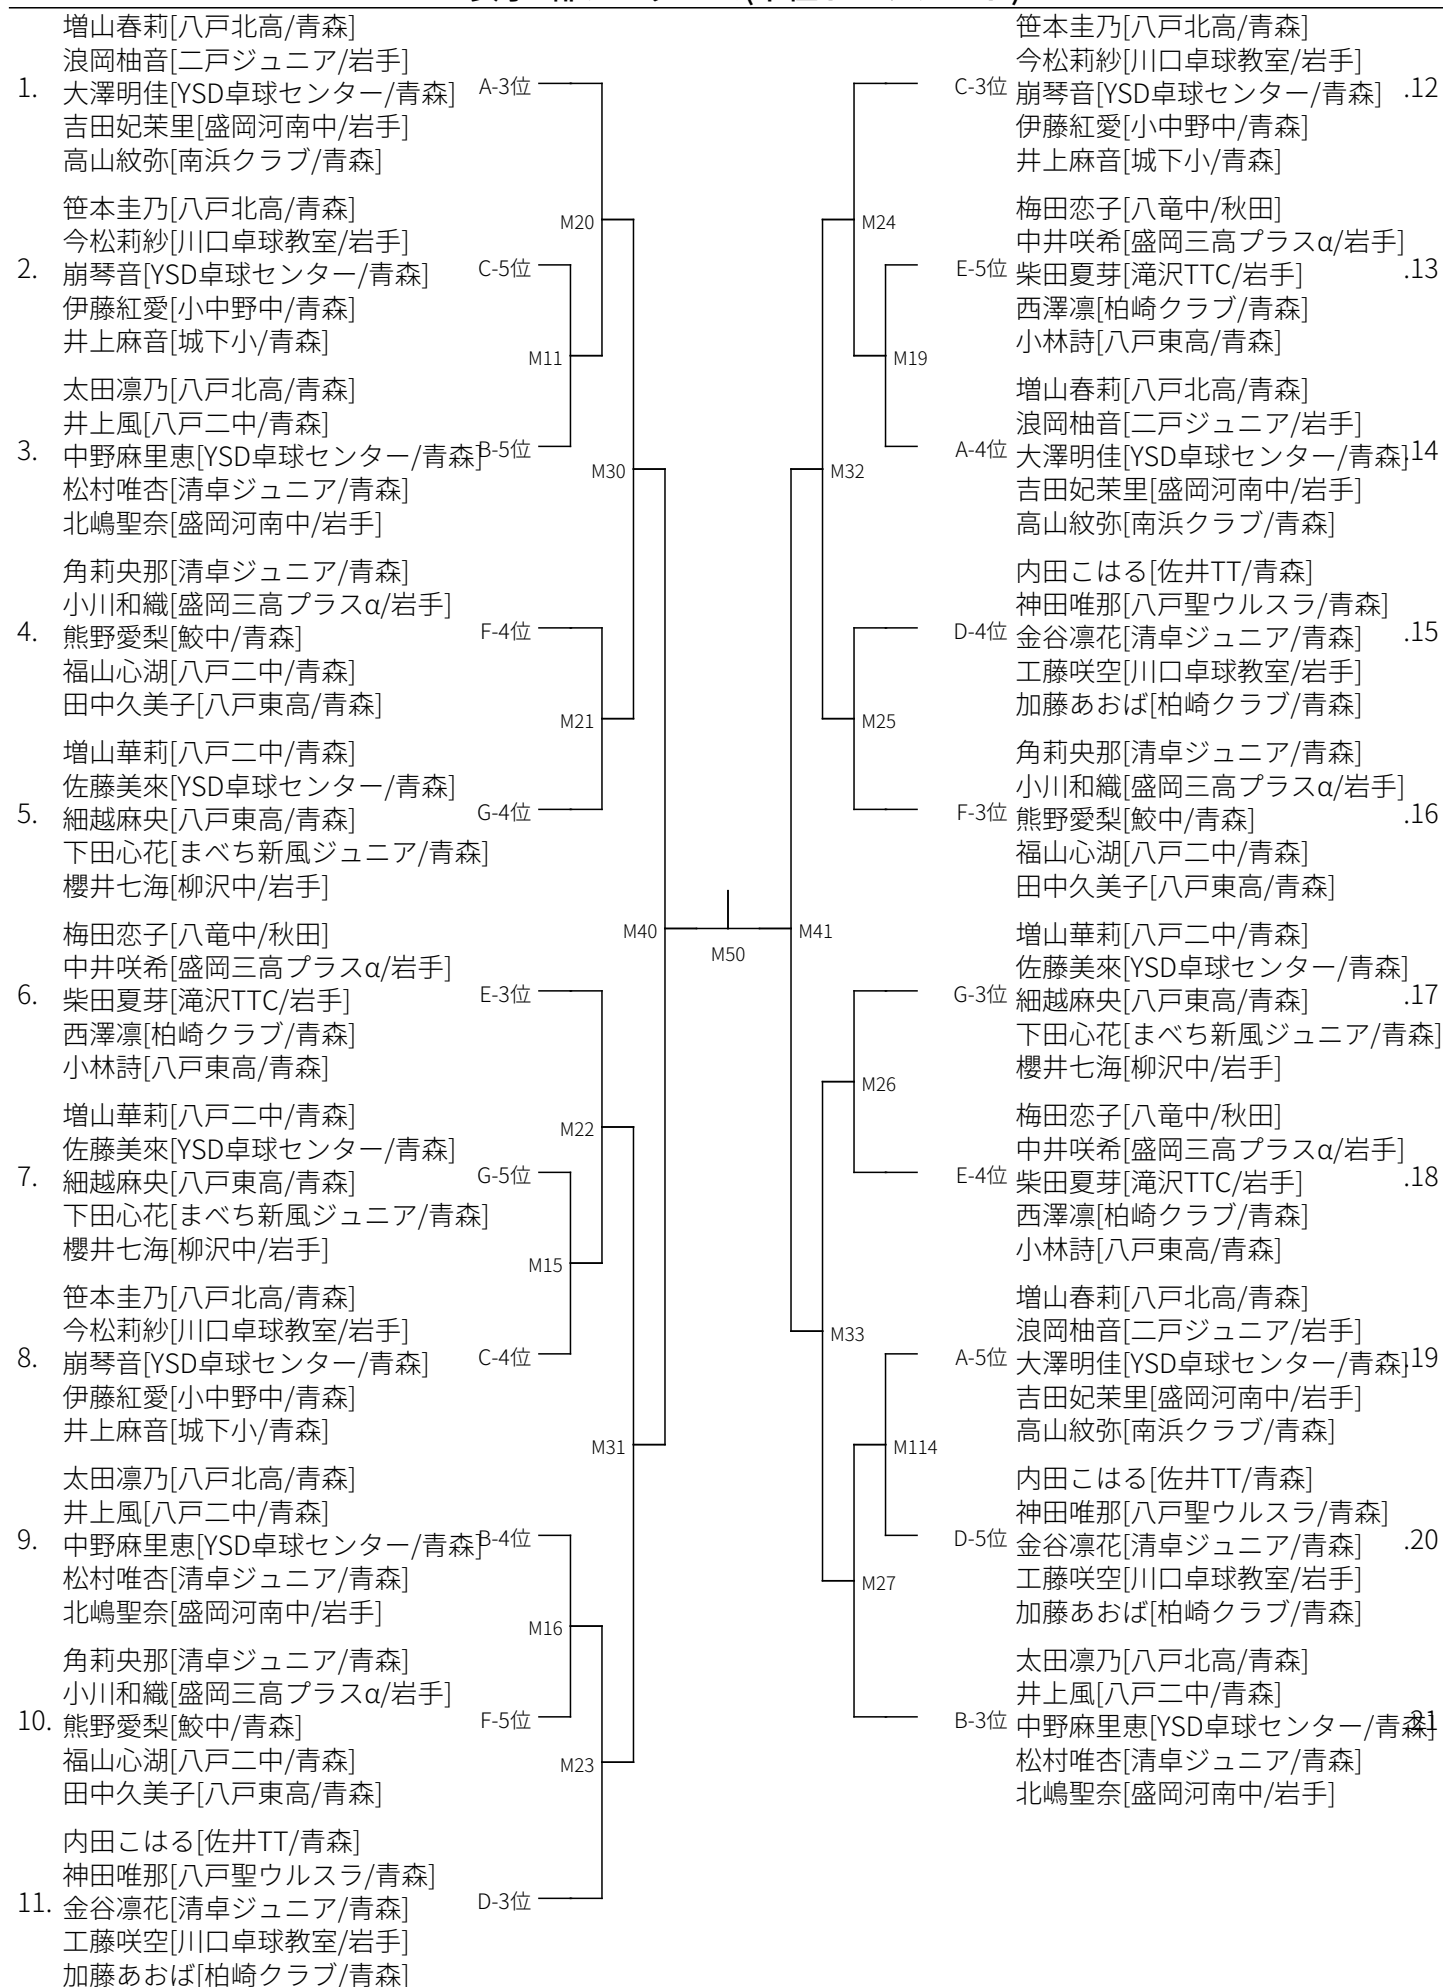 増山春莉[八戸北高/青森]
浪岡柚音[二戸ジュニア/岩手]
1. 大澤明佳[YSD卓球センター/青森] A-3位
吉田妃茉里[盛岡河南中/岩手]
高山紋弥[南浜クラブ/青森]
笹本圭乃[八戸北高/青森]
今松莉紗[川口卓球教室/岩手]
2. 崩琴音[YSD卓球センター/青森] C-5位
伊藤紅愛[小中野中/青森]
井上麻音[城下小/青森]
太田凛乃[八戸北高/青森]
井上風[八戸二中/青森]
3. 中野麻里恵[YSD卓球センター/青森] B-5位
松村唯杏[清卓ジュニア/青森]
北嶋聖奈[盛岡河南中/岩手]
角莉央那[清卓ジュニア/青森]
小川和織[盛岡三高プラスα/岩手]
4. 熊野愛梨[鮫中/青森] F-4位
福山心湖[八戸二中/青森]
田中久美子[八戸東高/青森]
増山華莉[八戸二中/青森]
佐藤美來[YSD卓球センター/青森]
5. 細越麻央[八戸東高/青森] G-4位
下田心花[まべち新風ジュニア/青森]
櫻井七海[柳沢中/岩手]
梅田恋子[八竜中/秋田]
中井咲希[盛岡三高プラスα/岩手]
6. 柴田夏芽[滝沢TTC/岩手] E-3位
西澤凛[柏崎クラブ/青森]
小林詩[八戸東高/青森]
増山華莉[八戸二中/青森]
佐藤美來[YSD卓球センター/青森]
7. 細越麻央[八戸東高/青森] G-5位
下田心花[まべち新風ジュニア/青森]
櫻井七海[柳沢中/岩手]
笹本圭乃[八戸北高/青森]
今松莉紗[川口卓球教室/岩手]
8. 崩琴音[YSD卓球センター/青森] C-4位
伊藤紅愛[小中野中/青森]
井上麻音[城下小/青森]
太田凛乃[八戸北高/青森]
井上風[八戸二中/青森]
9. 中野麻里恵[YSD卓球センター/青森] B-4位
松村唯杏[清卓ジュニア/青森]
北嶋聖奈[盛岡河南中/岩手]
角莉央那[清卓ジュニア/青森]
小川和織[盛岡三高プラスα/岩手]
10. 熊野愛梨[鮫中/青森] F-5位
福山心湖[八戸二中/青森]
田中久美子[八戸東高/青森]
内田こはる[佐井TT/青森]
神田唯那[八戸聖ウルスラ/青森]
11. 金谷凛花[清卓ジュニア/青森] D-3位
工藤咲空[川口卓球教室/岩手]
加藤あおば[柏崎クラブ/青森]
M20
M11
M30
M21
M40
M22
M15
M31
M16
M23
M50
M24
M19
M32
M25
M41
M26
M33
M114
M27
笹本圭乃[八戸北高/青森]
今松莉紗[川口卓球教室/岩手]
C-3位 崩琴音[YSD卓球センター/青森] .12
伊藤紅愛[小中野中/青森]
井上麻音[城下小/青森]
梅田恋子[八竜中/秋田]
中井咲希[盛岡三高プラスα/岩手]
E-5位 柴田夏芽[滝沢TTC/岩手] .13
西澤凛[柏崎クラブ/青森]
小林詩[八戸東高/青森]
増山春莉[八戸北高/青森]
浪岡柚音[二戸ジュニア/岩手]
A-4位 大澤明佳[YSD卓球センター/青森] .14
吉田妃茉里[盛岡河南中/岩手]
高山紋弥[南浜クラブ/青森]
内田こはる[佐井TT/青森]
神田唯那[八戸聖ウルスラ/青森]
D-4位 金谷凛花[清卓ジュニア/青森] .15
工藤咲空[川口卓球教室/岩手]
加藤あおば[柏崎クラブ/青森]
角莉央那[清卓ジュニア/青森]
小川和織[盛岡三高プラスα/岩手]
F-3位 熊野愛梨[鮫中/青森] .16
福山心湖[八戸二中/青森]
田中久美子[八戸東高/青森]
増山華莉[八戸二中/青森]
佐藤美來[YSD卓球センター/青森]
G-3位 細越麻央[八戸東高/青森] .17
下田心花[まべち新風ジュニア/青森]
櫻井七海[柳沢中/岩手]
梅田恋子[八竜中/秋田]
中井咲希[盛岡三高プラスα/岩手]
E-4位 柴田夏芽[滝沢TTC/岩手] .18
西澤凛[柏崎クラブ/青森]
小林詩[八戸東高/青森]
増山春莉[八戸北高/青森]
浪岡柚音[二戸ジュニア/岩手]
A-5位 大澤明佳[YSD卓球センター/青森] .19
吉田妃茉里[盛岡河南中/岩手]
高山紋弥[南浜クラブ/青森]
内田こはる[佐井TT/青森]
神田唯那[八戸聖ウルスラ/青森]
D-5位 金谷凛花[清卓ジュニア/青森] .20
工藤咲空[川口卓球教室/岩手]
加藤あおば[柏崎クラブ/青森]
太田凛乃[八戸北高/青森]
井上風[八戸二中/青森]
B-3位 中野麻里恵[YSD卓球センター/青森] .21
松村唯杏[清卓ジュニア/青森]
北嶋聖奈[盛岡河南中/岩手]